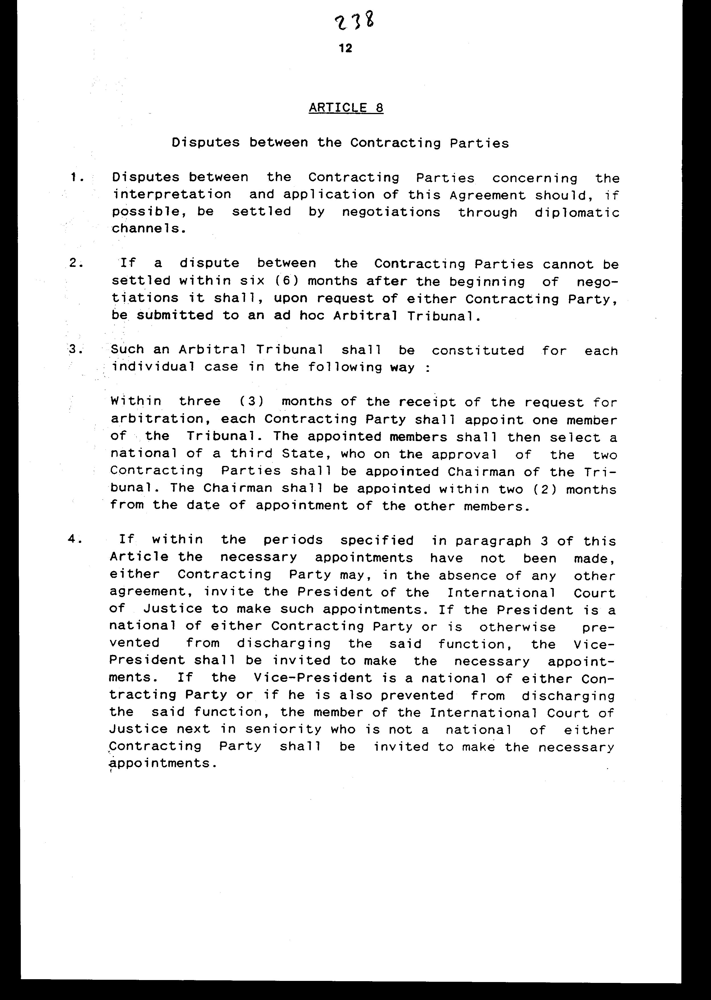 238
12
ARTICLE 8
Disputes between the Contracting Parties
1. Disputes between the Contracting Parties concerning the
interpretation and application of this Agreement should, if
possible, be settled by negotiations through diplomatic
channels.
2. If a dispute between the Contracting Parties cannot be
settled within six (6) months after the beginning of nego-
tiations it shall, upon request of either Contracting Party,
be submitted to an ad hoc Arbitral Tribunal.
3. Such an Arbitral Tribunal shall be constituted for each
individual case in the following way :
Within three (3) months of the receipt of the request for
arbitration, each Contracting Party shall appoint one member
of the Tribunal. The appointed members shall then select a
national of a third State, who on the approval of the two
Contracting Parties shall be appointed Chairman of the Tri-
bunal. The Chairman shall be appointed within two (2) months
from the date of appointment of the other members.
4. If within the periods specified in paragraph 3 of this
Article the necessary appointments have not been made,
either Contracting Party may, in the absence of any other
agreement, invite the President of the International Court
of Justice to make such appointments. If the President is a
national of either Contracting Party or is otherwise pre-
vented from discharging the said function, the Vice-
President shall be invited to make the necessary appoint-
ments. If the Vice-President is a national of either Con-
tracting Party or if he is also prevented from discharging
the said function, the member of the International Court of
Justice next in seniority who is not a national of either
Contracting Party shall be invited to make the necessary
appointments.